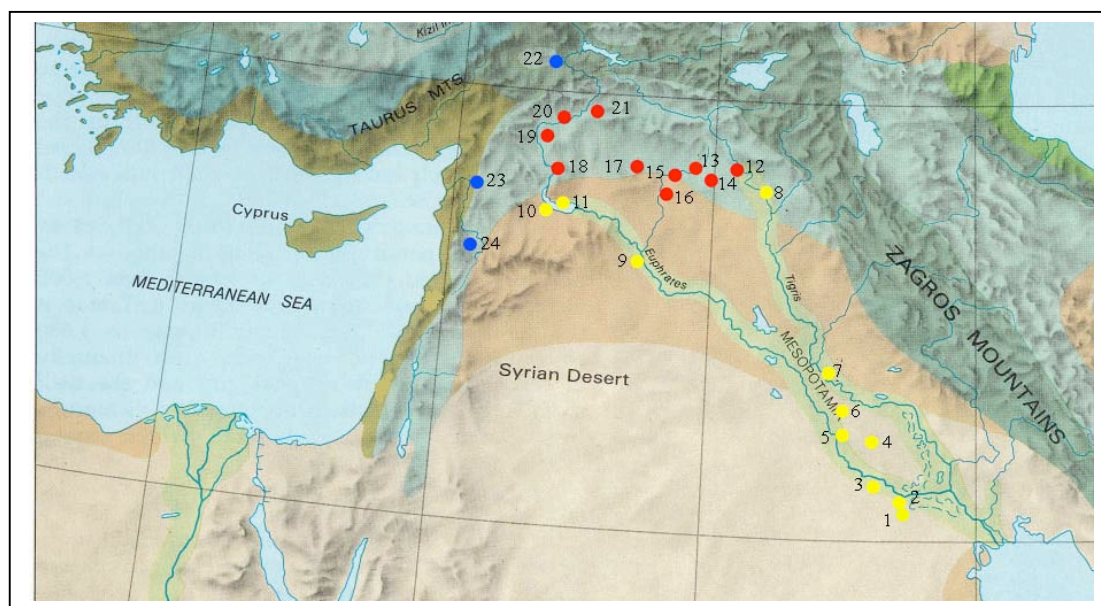 Kizil
22
TAURUS MTS
20
21
19
18
17
15
13
12
14
16
8
23
10
11
Cyprus
24
9
Euphrates
Tigris
ZAGROS MOUNTAINS
MEDITERRANEAN SEA
MESOPOTAMIA
Syrian Desert
7
6
5
4
3
2
1